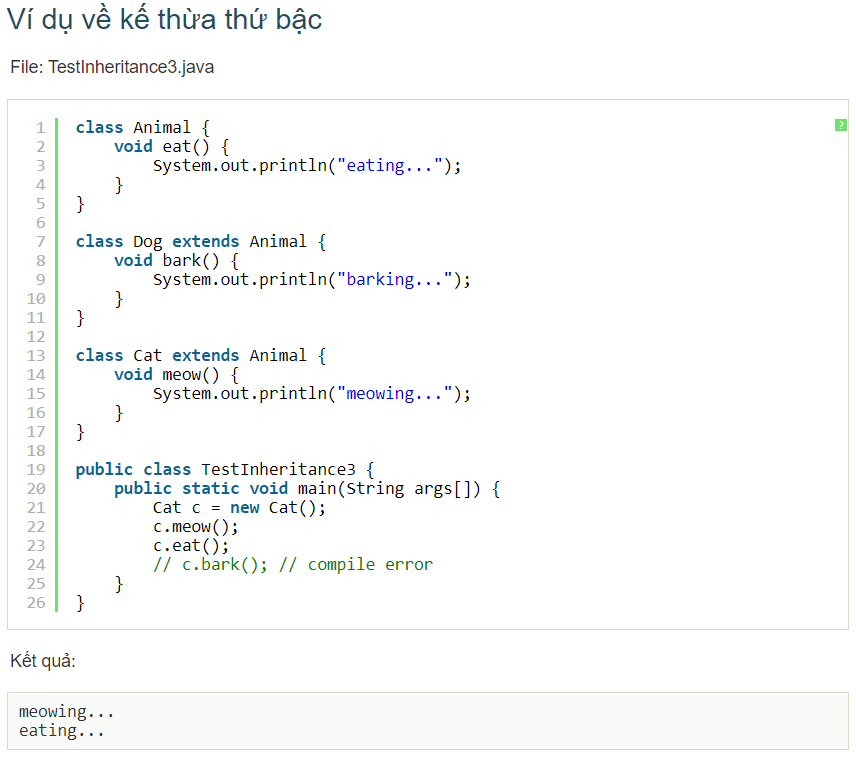 Ví dụ về kế thừa thứ bậc
File: TestInheritance3.java
?
1 class Animal {
2     void eat() {
3         System.out.println("eating...");
4     }
5 }
6
7 class Dog extends Animal {
8     void bark() {
9         System.out.println("barking...");
10     }
11 }
12
13 class Cat extends Animal {
14     void meow() {
15         System.out.println("meowing...");
16     }
17 }
18
19 public class TestInheritance3 {
20     public static void main(String args[]) {
21         Cat c = new Cat();
22         c.meow();
23         c.eat();
24         // c.bark(); // compile error
25     }
26 }
Kết quả:
meowing...
eating...